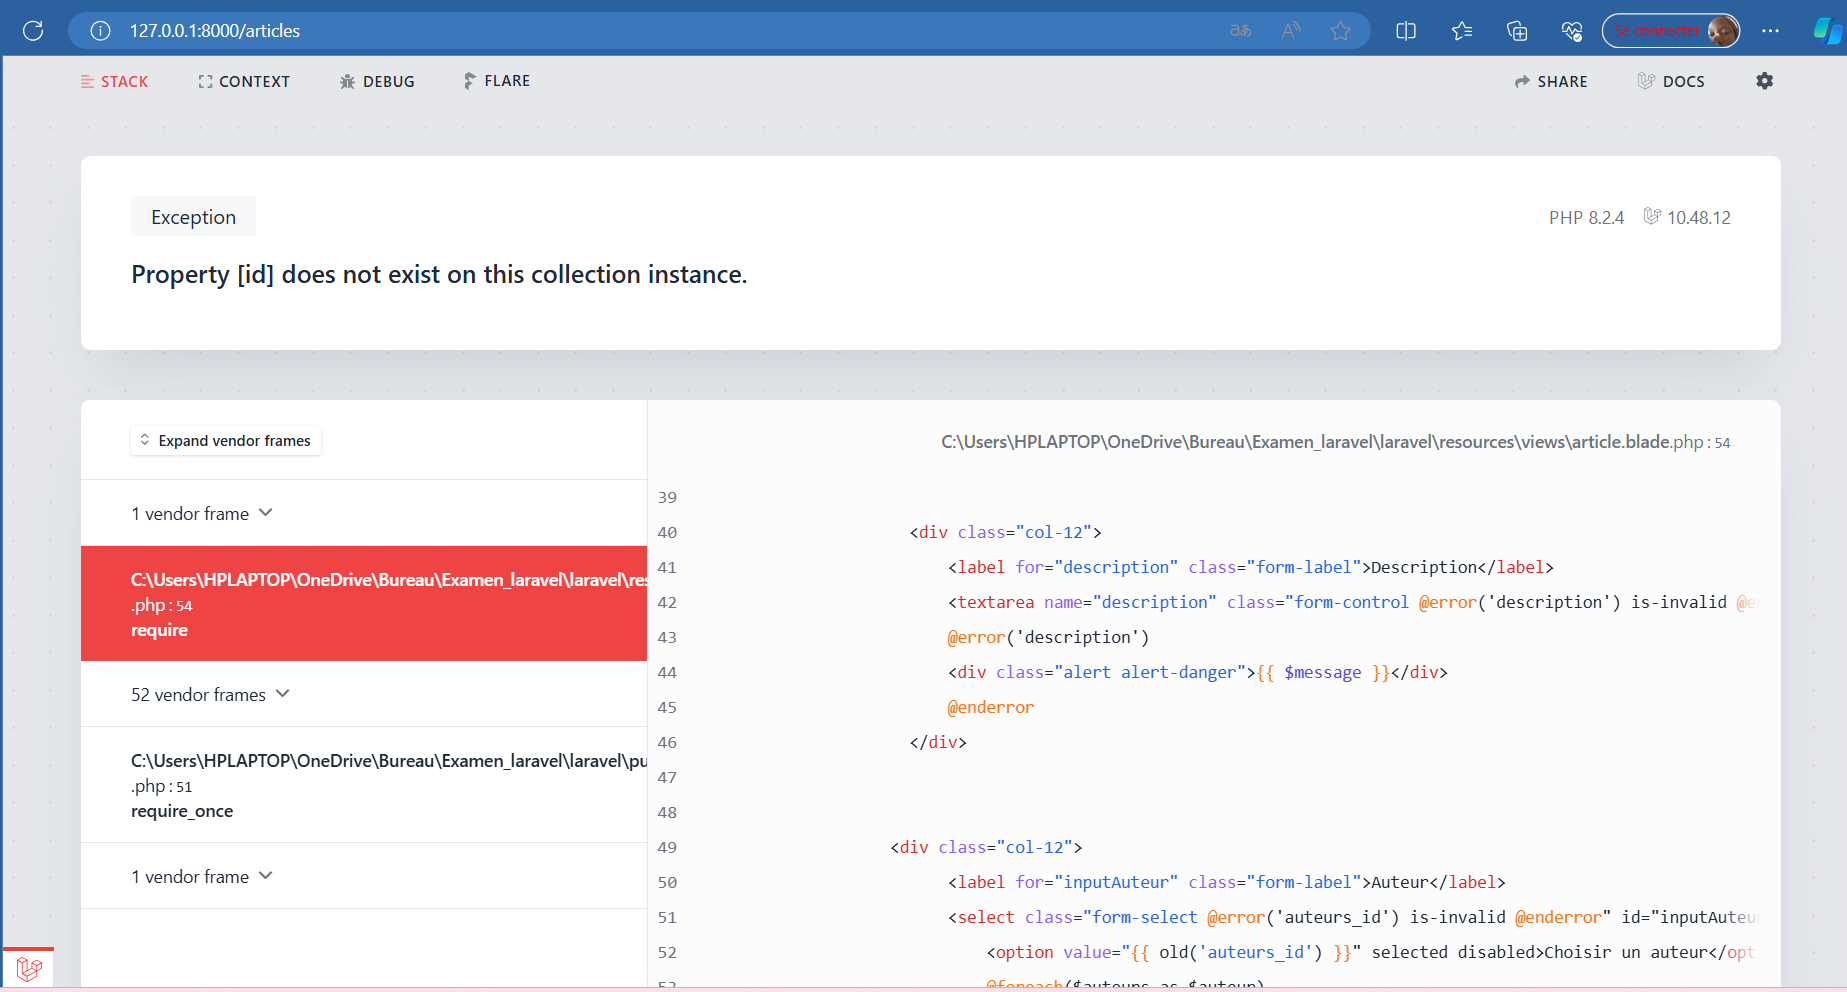 127.0.0.1:8000/articles
Se connecter
STACK CONTEXT DEBUG FLARE SHARE DOCS
Exception
PHP 8.2.4 10.48.12
Property [id] does not exist on this collection instance.
Expand vendor frames
1 vendor frame
C:\Users\HPLAPTOP\OneDrive\Bureau\Examen_laravel\laravel\res
.php : 54
require
52 vendor frames
C:\Users\HPLAPTOP\OneDrive\Bureau\Examen_laravel\laravel\pu
.php : 51
require_once
1 vendor frame
C:\Users\HPLAPTOP\OneDrive\Bureau\Examen_laravel\laravel\resources\views\article.blade.php : 54
39
40 <div class="col-12">
41 <label for="description" class="form-label">Description</label>
42 <textarea name="description" class="form-control @error('description') is-invalid @e
43 @error('description')
44 <div class="alert alert-danger">{{ $message }}</div>
45 @enderror
46 </div>
47
48
49 <div class="col-12">
50 <label for="inputAuteur" class="form-label">Auteur</label>
51 <select class="form-select @error('auteurs_id') is-invalid @enderror" id="inputAuteu
52 <option value="{{ old('auteurs_id') }}" selected disabled>Choisir un auteur</opt
53 @foreach($auteurs as $auteur)